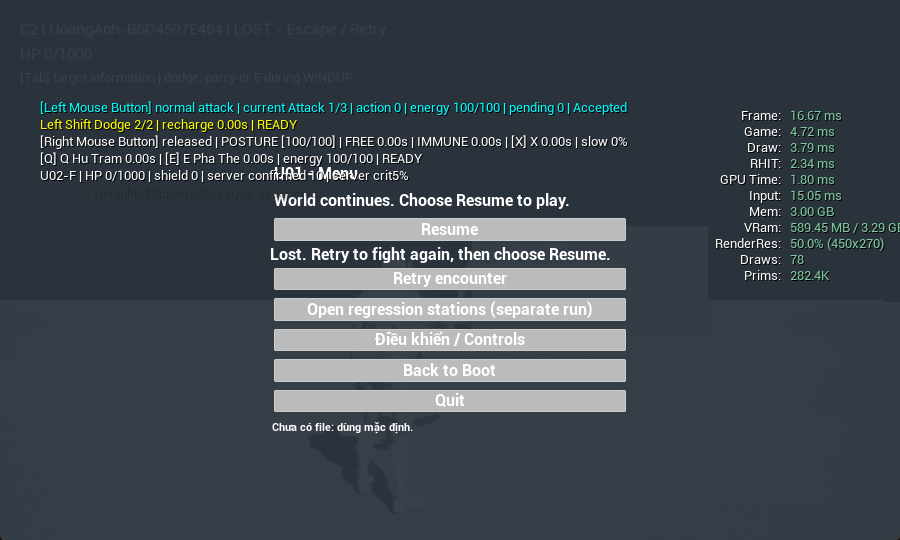 C2 | HoangAnh-B6D4597E464 | LOST - Escape / Retry
HP 0/1000
[Tab] target information | dodge, parry or E during WINDUP
[Left Mouse Button] normal attack | current Attack 1/3 | action 0 | energy 100/100 | pending 0 | Accepted
Left Shift Dodge 2/2 | recharge 0.00s | READY
[Right Mouse Button] released | POSTURE [100/100] | FREE 0.00s | IMMUNE 0.00s | [X] X 0.00s | slow 0%
[Q] Q Hu Tram 0.00s | [E] E Pha The 0.00s | energy 100/100 | READY
U02-F | HP 0/1000 | shield 0 | server confirmed 10 | server crit5%
U01 - Menu
"DisableAllScreenMessages" to
World continues. Choose Resume to play.
Resume
Lost. Retry to fight again, then choose Resume.
Retry encounter
Open regression stations (separate run)
Điều khiển / Controls
Back to Boot
Quit
Chưa có file: dùng mặc định.
Frame: 16.67 ms
Game: 4.72 ms
Draw: 3.79 ms
RHIT: 2.34 ms
GPU Time: 1.80 ms
Input: 15.05 ms
Mem: 3.00 GB
VRam: 589.45 MB / 3.29 GB
RenderRes: 50.0% (450x270)
Draws: 78
Prims: 282.4K